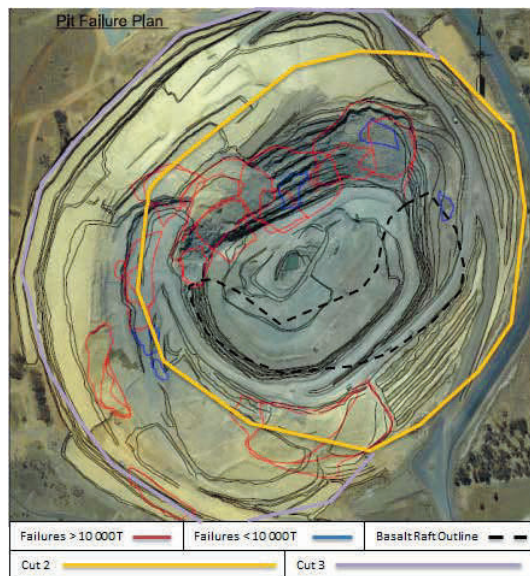 Pit Failure Plan
Failures > 10 000T
Failures < 10 000T
Basalt Raft Outline
Cut 2
Cut 3